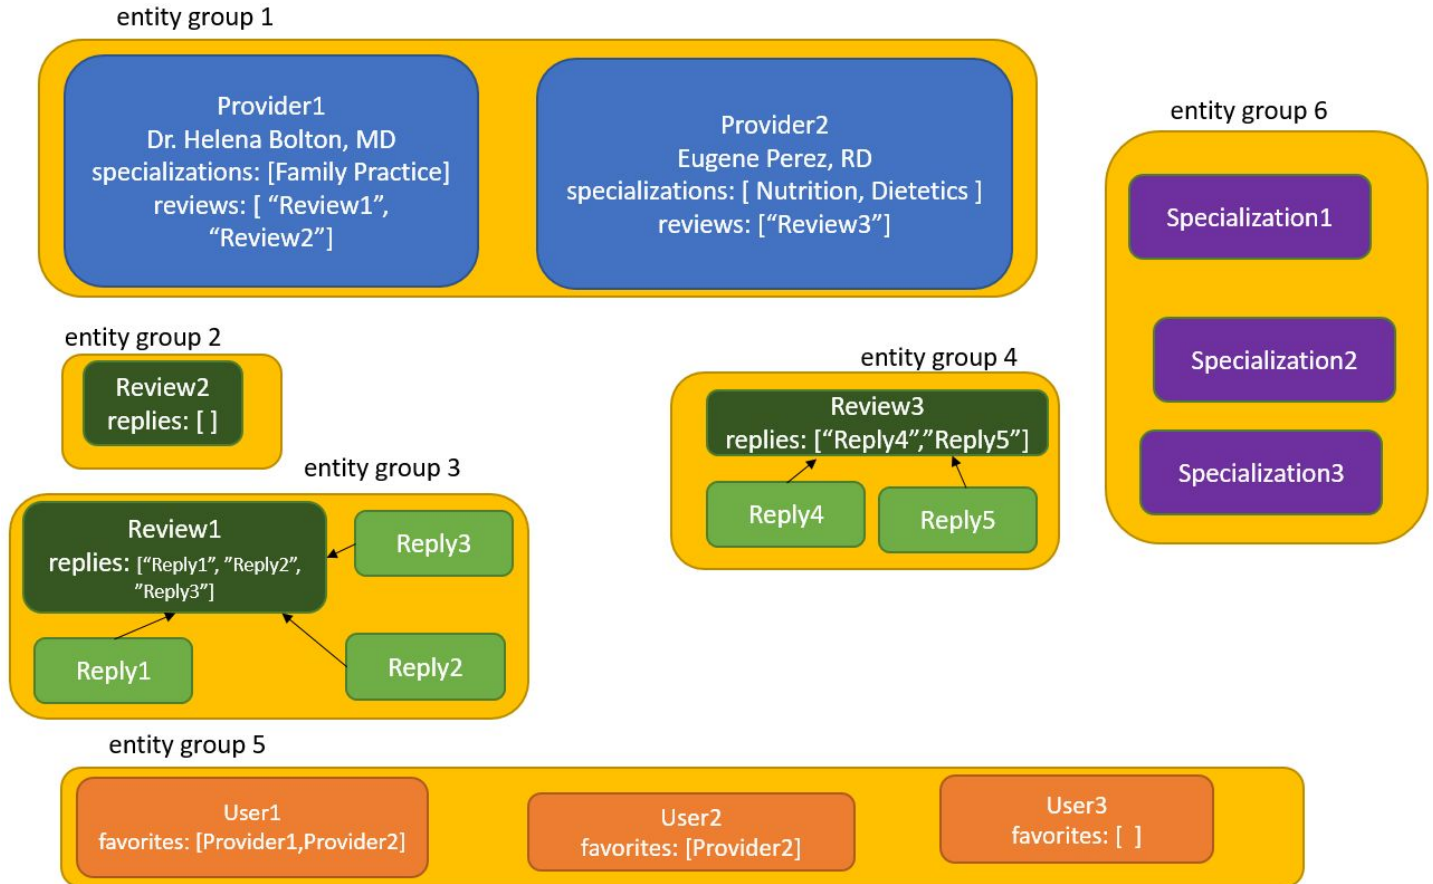 entity group 1
Provider1
Dr. Helena Bolton, MD
specializations: [Family Practice]
reviews: [ “Review1”,
“Review2”]
Provider2
Eugene Perez, RD
specializations: [ Nutrition, Dietetics ]
reviews: [“Review3”]
entity group 6
Specialization1
Specialization2
Specialization3
entity group 2
Review2
replies: [ ]
entity group 4
Review3
replies: [“Reply4”,”Reply5”]
Reply4
Reply5
entity group 3
Review1
replies: [“Reply1”, ”Reply2”,
”Reply3”]
Reply3
Reply1
Reply2
entity group 5
User1
favorites: [Provider1,Provider2]
User2
favorites: [Provider2]
User3
favorites: [  ]